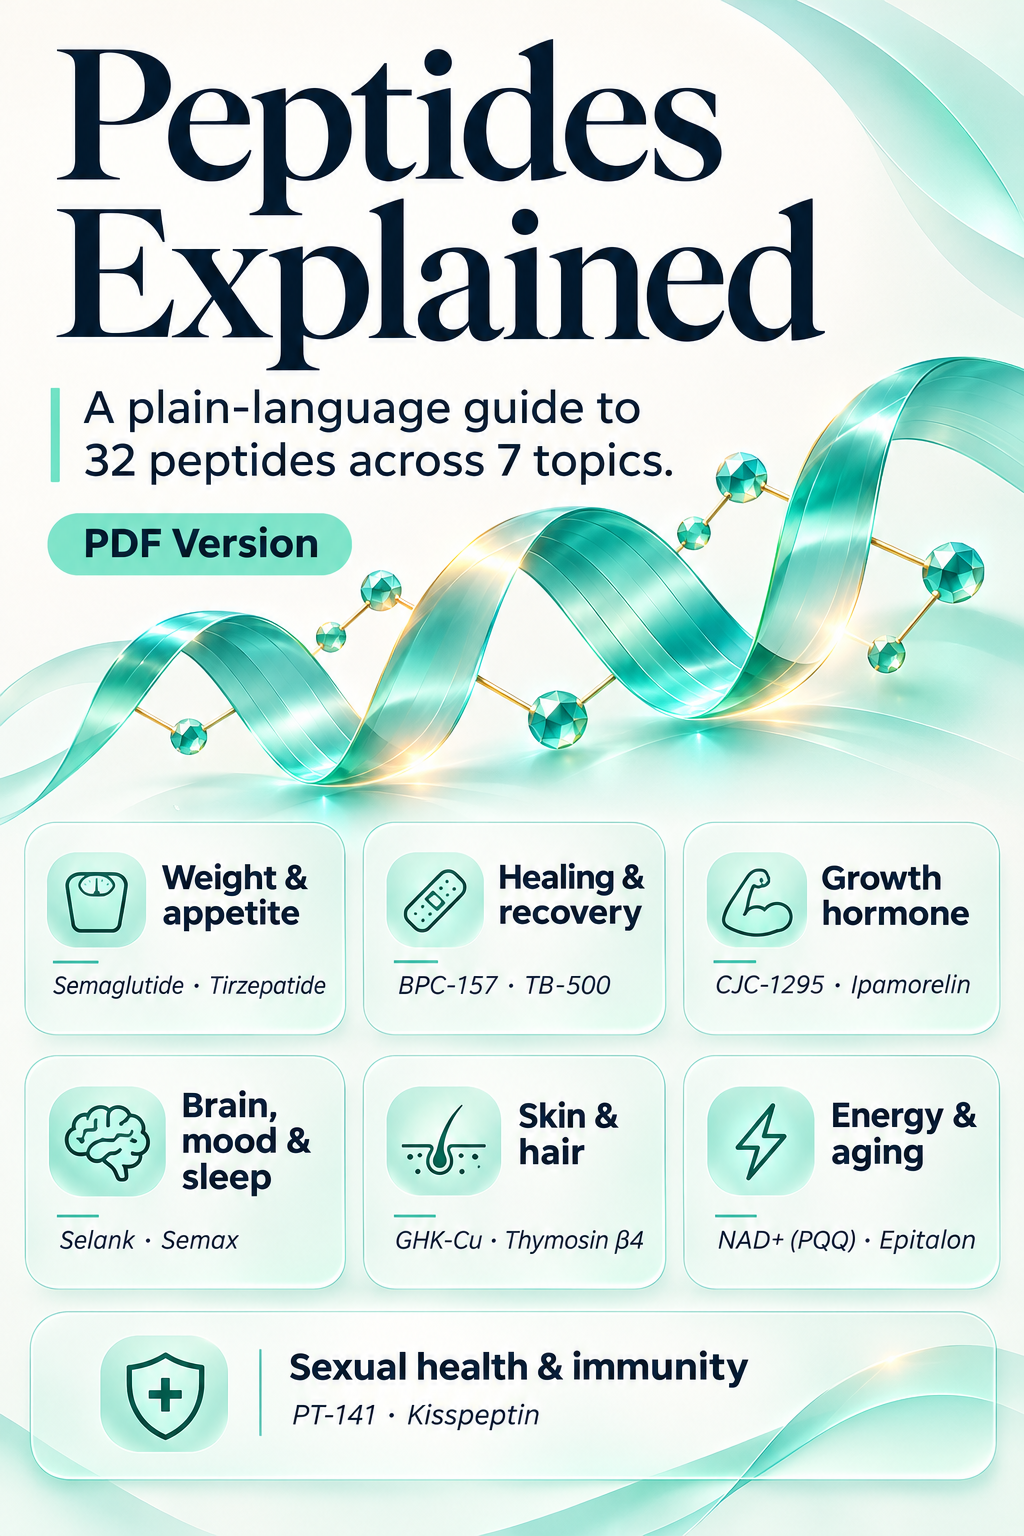 Peptides
Explained
A plain-language guide to
32 peptides across 7 topics.
PDF Version
Weight &
appetite
Semaglutide · Tirzepatide
Healing &
recovery
BPC-157 · TB-500
Growth
hormone
CJC-1295 · Ipamorelin
Brain,
mood &
sleep
Selank · Semax
Skin &
hair
GHK-Cu · Thymosin β4
Energy &
aging
NAD+ (PQQ) · Epitalon
Sexual health & immunity
PT-141 · Kisspeptin